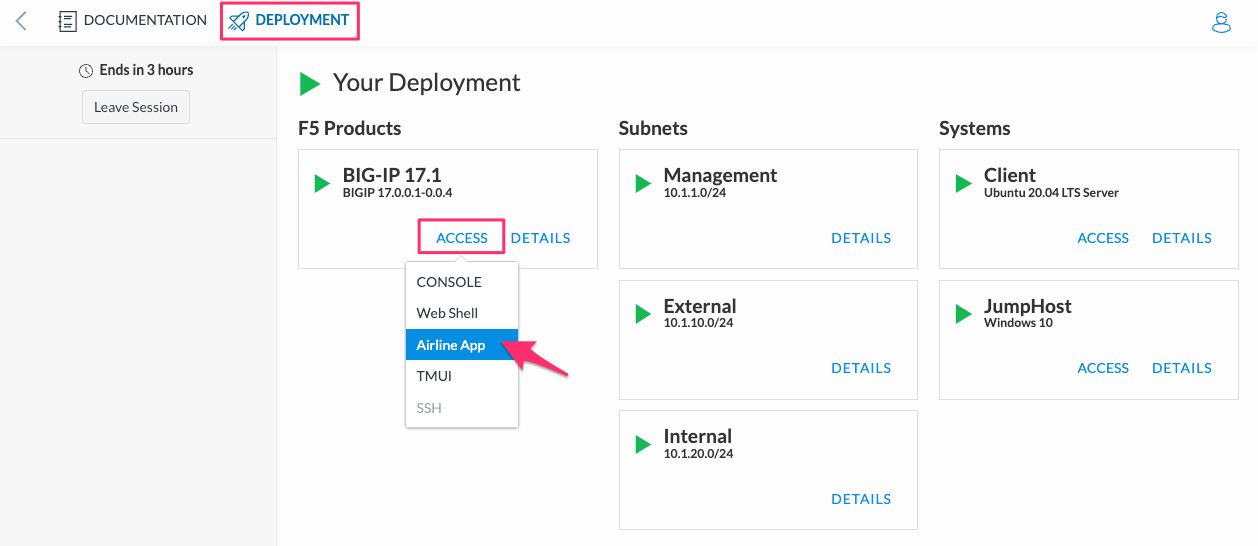 DOCUMENTATION
DEPLOYMENT
Ends in 3 hours
Leave Session
Your Deployment
F5 Products
BIG-IP 17.1
BIGIP 17.0.0.1-0.0.4
ACCESS
DETAILS
CONSOLE
Web Shell
Airline App
TMUI
SSH
Subnets
Management
10.1.1.0/24
DETAILS
External
10.1.10.0/24
DETAILS
Internal
10.1.20.0/24
DETAILS
Systems
Client
Ubuntu 20.04 LTS Server
ACCESS
DETAILS
JumpHost
Windows 10
ACCESS
DETAILS